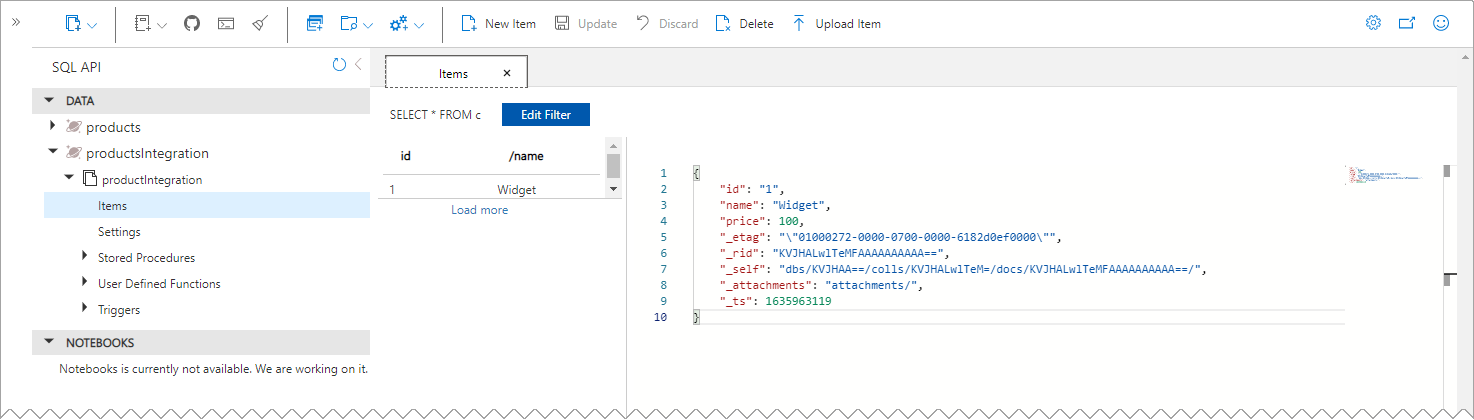 » New Item Update Discard Delete Upload Item
SQL API
DATA
products
productsIntegration
productIntegration
Items
Settings
Stored Procedures
User Defined Functions
Triggers
NOTEBOOKS
Notebooks is currently not available. We are working on it.
Items ×
SELECT * FROM c Edit Filter
id /name
1 Widget
Load more
1 {
2 "id": "1",
3 "name": "Widget",
4 "price": 100,
5 "_etag": "\"01000272-0000-0700-0000-6182d0ef0000\"",
6 "_rid": "KVJHALwlTeMFAAAAAAAAAA==",
7 "_self": "dbs/KVJHAA==/colls/KVJHALwlTeM=/docs/KVJHALwlTeMFAAAAAAAAAA==/",
8 "_attachments": "attachments/",
9 "_ts": 1635963119
10 }